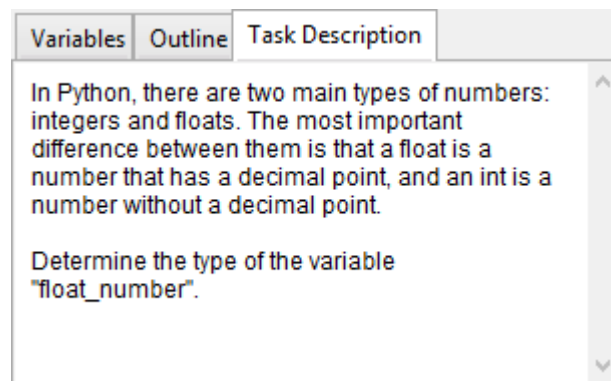 Variables Outline Task Description
In Python, there are two main types of numbers:
integers and floats. The most important
difference between them is that a float is a
number that has a decimal point, and an int is a
number without a decimal point.
Determine the type of the variable
"float_number".